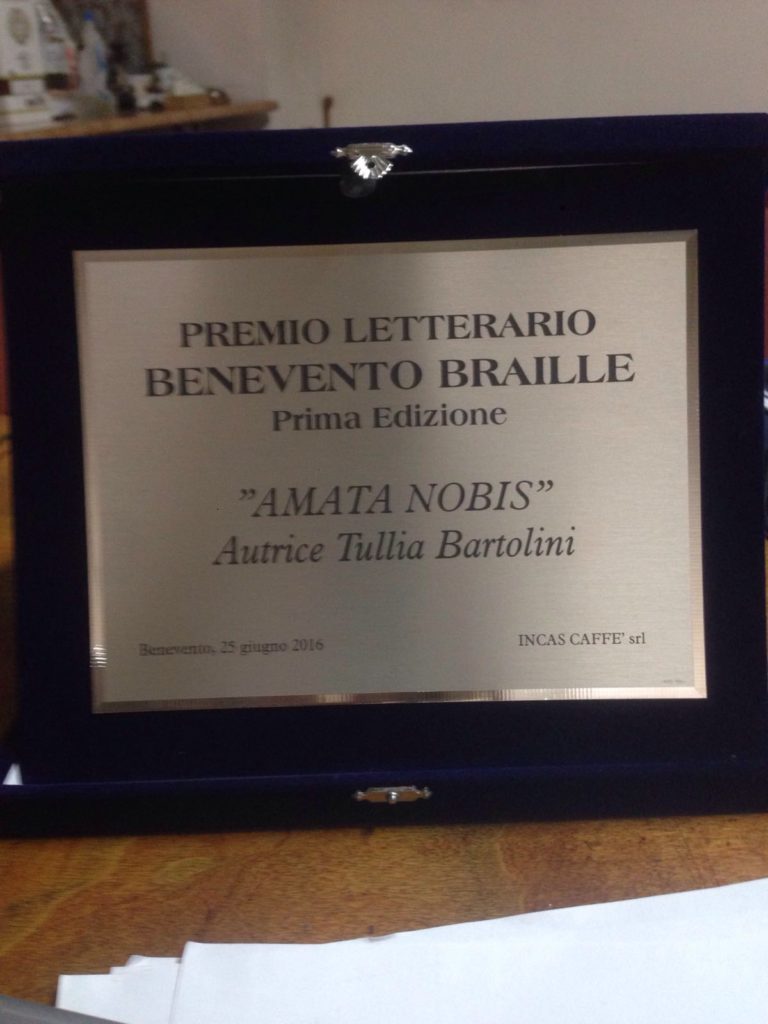 PREMIO LETTERARIO
BENEVENTO BRAILLE
Prima Edizione
"AMATA NOBIS"
Autrice Tullia Bartolini
Benevento, 25 giugno 2016
INCAS CAFFE' srl